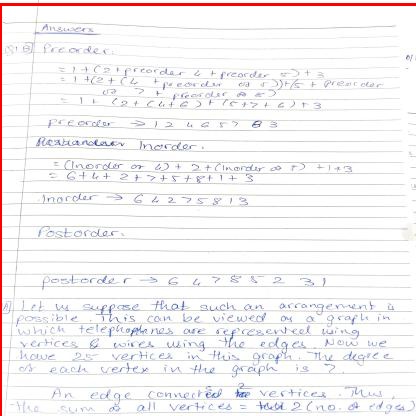 Answers
Q1 B) Preorder:
= 1 + (2 + preorder 4 + preorder 5) + 3
= 1 + (2 + (4 + preorder of 5)) + 5 + preorder
of 7 + preorder of 8)
= 1 + (2 + (4 + 6) + (5 + 7 + 6) + 3
preorder → 1 2 4 6 5 7 8 3
Inorder.
= (Inorder of 4) + 2 + (Inorder of 5) + 1 + 3
= 6 + 4 + 2 + 7 + 5 + 8 + 1 + 3
Inorder → 6 4 2 7 5 8 1 3
Postorder.
postorder → 6 4 7 8 5 2 3 1
A) Let us suppose that such an arrangement is
possible. This can be viewed as a graph in
which telephones are represented using
vertices & wires using the edges. Now we
have 25 vertices in this graph. The degree
of each vertex in the graph is 7.
An edge connects 2 vertices. Thus,
the sum of all vertices = 2 (no. of edges)